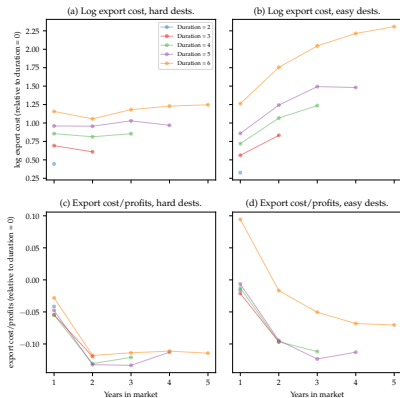 (a) Log export cost, hard dests.
(b) Log export cost, easy dests.
Duration = 2
Duration = 3
Duration = 4
Duration = 5
Duration = 6
log export cost (relative to duration = 0)
2.25
2.00
1.75
1.50
1.25
1.00
0.75
0.50
0.25
(c) Export cost/profits, hard dests.
(d) Export cost/profits, easy dests.
export cost/profits (relative to duration = 0)
0.10
0.05
0.00
−0.05
−0.10
1 2 3 4 5
1 2 3 4 5
Years in market
Years in market